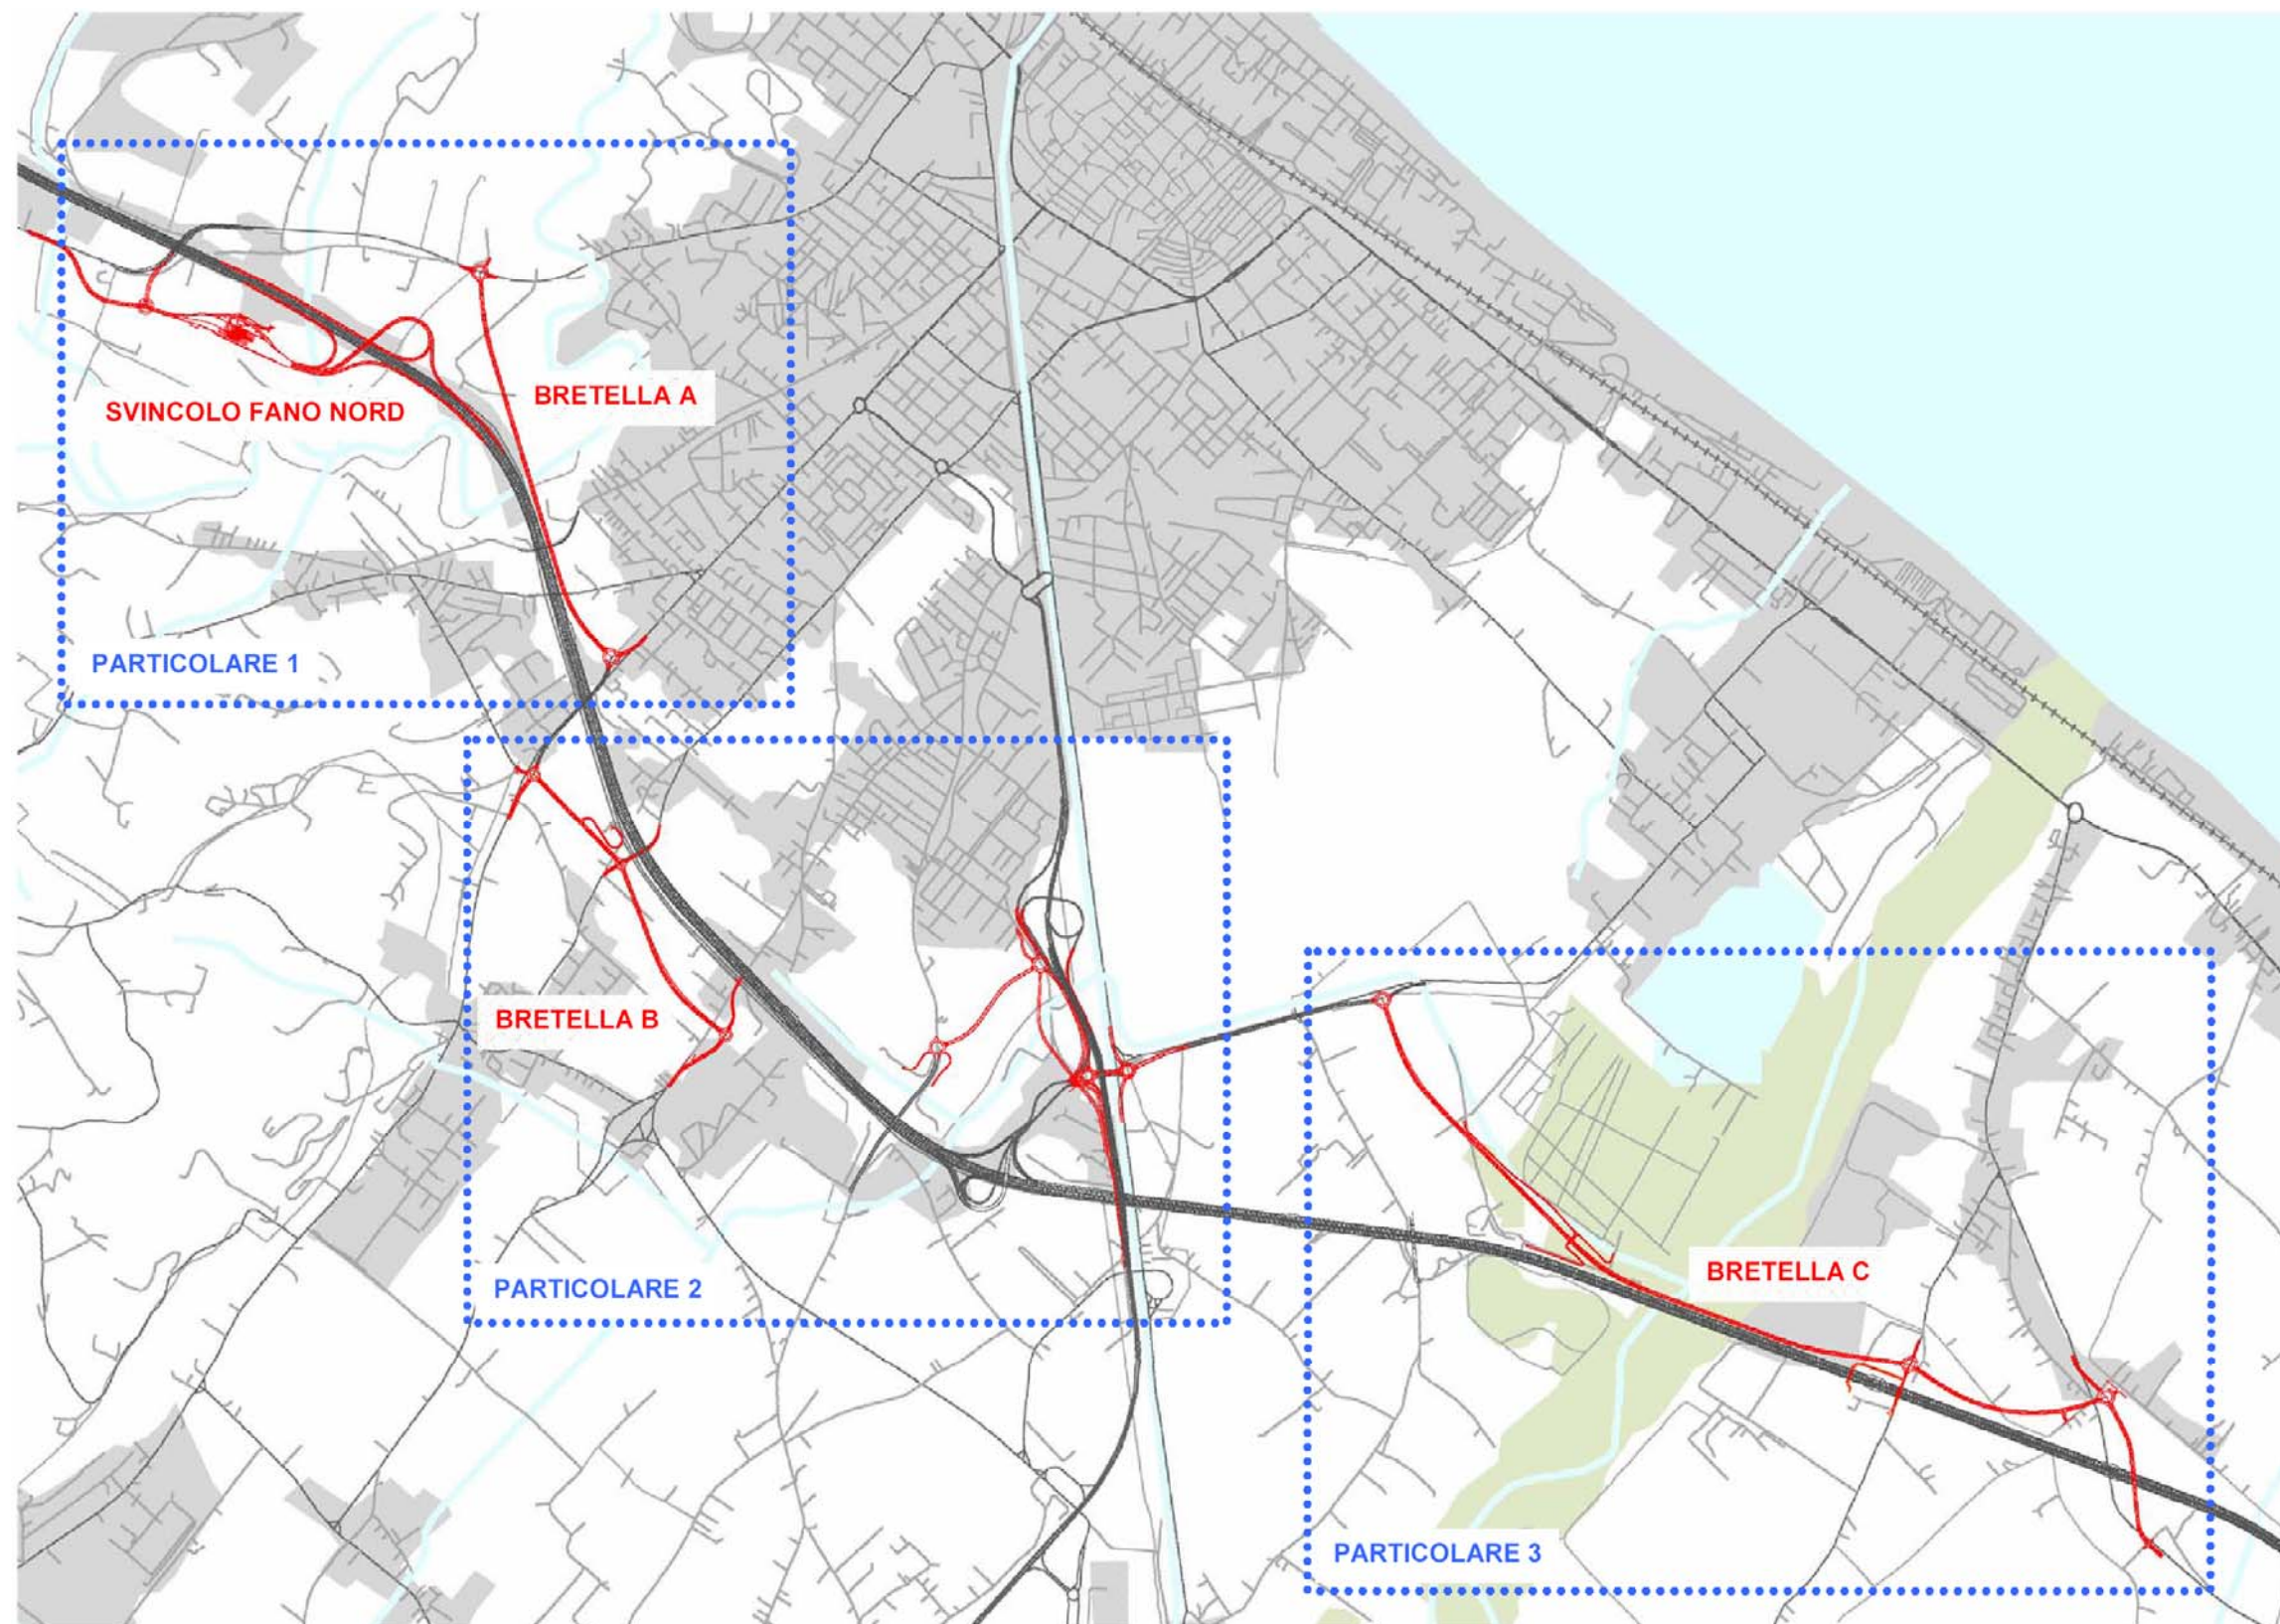 BRETELLA A
SVINCOLO FANO NORD
PARTICOLARE 1
BRETELLA B
PARTICOLARE 2
BRETELLA C
PARTICOLARE 3